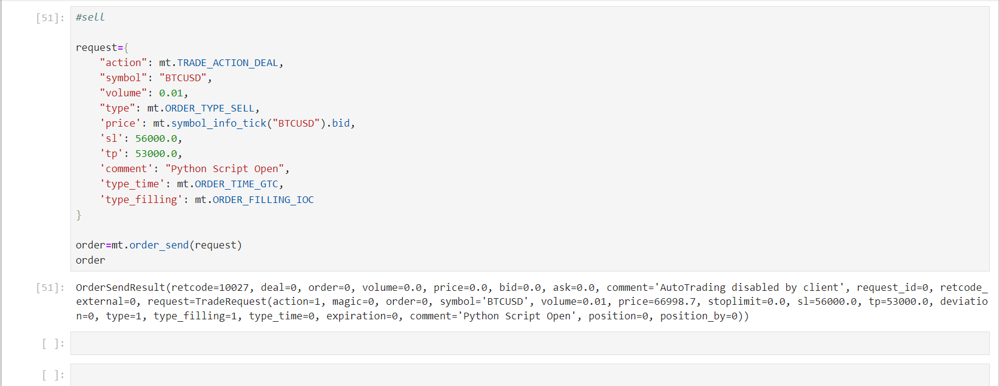 [51]: #sell
request={
"action": mt.TRADE_ACTION_DEAL,
"symbol": "BTCUSD",
"volume": 0.01,
"type": mt.ORDER_TYPE_SELL,
'price': mt.symbol_info_tick("BTCUSD").bid,
'sl': 56000.0,
'tp': 53000.0,
'comment': "Python Script Open",
'type_time': mt.ORDER_TIME_GTC,
'type_filling': mt.ORDER_FILLING_IOC
}
order=mt.order_send(request)
order
[51]: OrderSendResult(retcode=10027, deal=0, order=0, volume=0.0, price=0.0, bid=0.0, ask=0.0, comment='AutoTrading disabled by client', request_id=0, retcode_
external=0, request=TradeRequest(action=1, magic=0, order=0, symbol='BTCUSD', volume=0.01, price=66998.7, stoplimit=0.0, sl=56000.0, tp=53000.0, deviatio
n=0, type=1, type_filling=1, type_time=0, expiration=0, comment='Python Script Open', position=0, position_by=0))
[ ]:
[ ]: